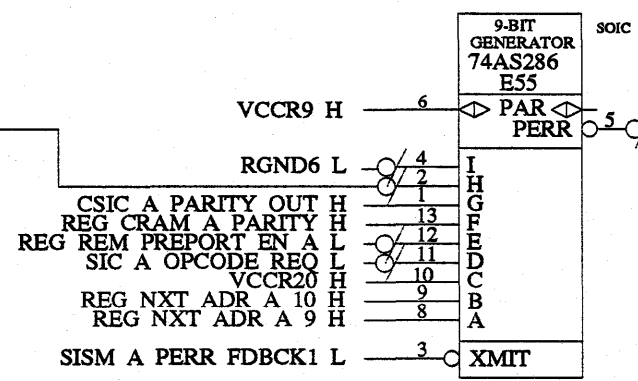 9-BIT SOIC
GENERATOR
74AS286
E55
VCCR9 H 6 PAR
PERR 5
RGND6 L 4 I
2 H
CSIC A PARITY OUT H 1 G
REG CRAM A PARITY H 13 F
REG REM PREPORT EN A L 12 E
SIC A OPCODE REQ L 11 D
VCCR20 H 10 C
REG NXT ADR A 10 H 9 B
REG NXT ADR A 9 H 8 A
SISM A PERR FDBCK1 L 3 XMIT